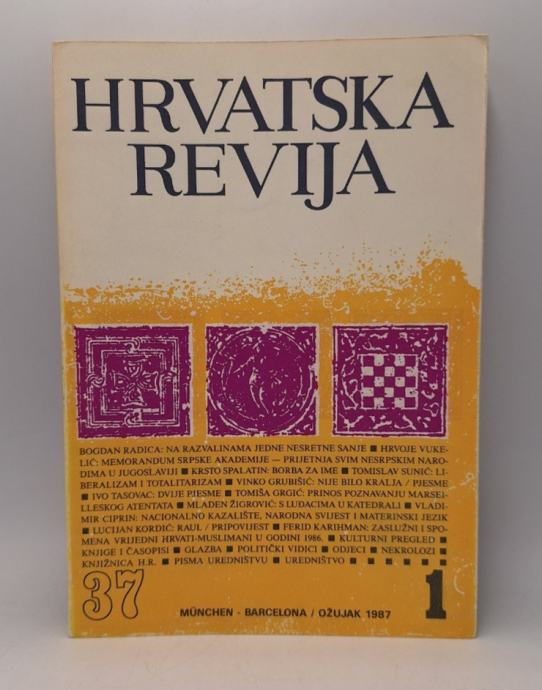 HRVATSKA
REVIJA
BOGDAN RADICA: NA RAZVALINAMA JEDNE NESRETNE SANJE ■ HRVOJE VUKE-
LIĆ: MEMORANDUM SRPSKE AKADEMIJE — PRIJETNJA SVIM NESRPSKIM NARO-
DIMA U JUGOSLAVIJI ■ KRSTO SPALATIN: BORBA ZA IME ■ TOMISLAV SUNIĆ: LI-
BERALIZAM I TOTALITARIZAM ■ VINKO GRUBIŠIĆ: NIJE BILO KRALJA / PJESME
■ IVO TASOVAC: DVIJE PJESME ■ TOMIŠA GRGIĆ: PRINOS POZNAVANJU MARSEI-
LLESKOG ATENTATA ■ MLADEN ŽIGROVIĆ: S LUĐACIMA U KATEDRALI ■ VLADI-
MIR CIPRIN: NACIONALNO KAZALIŠTE, NARODNA SVIJEST I MATERINSKI JEZIK
■ LUCIJAN KORDIĆ: RAUL / PRIPOVIJEST ■ FERID KARIHMAN: ZASLUŽNI I SPO-
MENA VRIJEDNI HRVATI-MUSLIMANI U GODINI 1986. ■ KULTURNI PREGLED ■
KNJIGE I ČASOPISI ■ GLAZBA ■ POLITIČKI VIDICI ■ ODJECI ■ NEKROLOZI ■
KNJIŽNICA H.R. ■ PISMA UREDNIŠTVU ■ UREDNIŠTVO ■ ■ ■ ■ ■ ■
37
MÜNCHEN - BARCELONA / OŽUJAK 1987
1